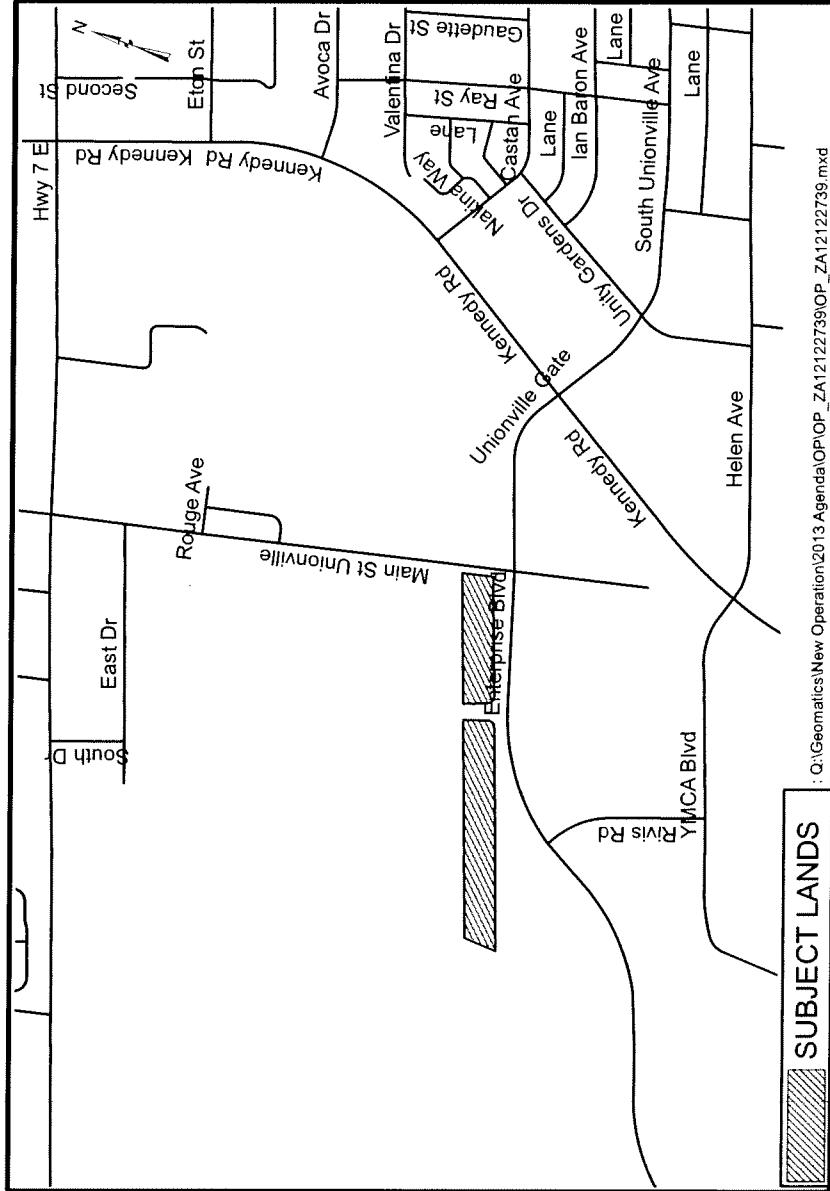 N
Hwy 7 E
Second St
Eton St
Avoca Dr
Valentina Dr
Gaudette St
Ray St
Lane
Castan Ave
Lane
Ian Baron Ave
Lane
South Unionville Ave
Lane
Kennedy Rd
Kennedy Rd
Kennedy Rd
Nakina Way
Unity Gardens Dr
Kennedy Rd
Unionville Gate
Kennedy Rd
Helen Ave
Rouge Ave
Main St Unionville
East Dr
South Dr
Enterprise Blvd
Rivis Rd
YMCA Blvd
SUBJECT LANDS
: Q:\Geomatics\New Operation\2013 Agenda\OP\OP_ZA12122739\OP_ZA12122739.mxd